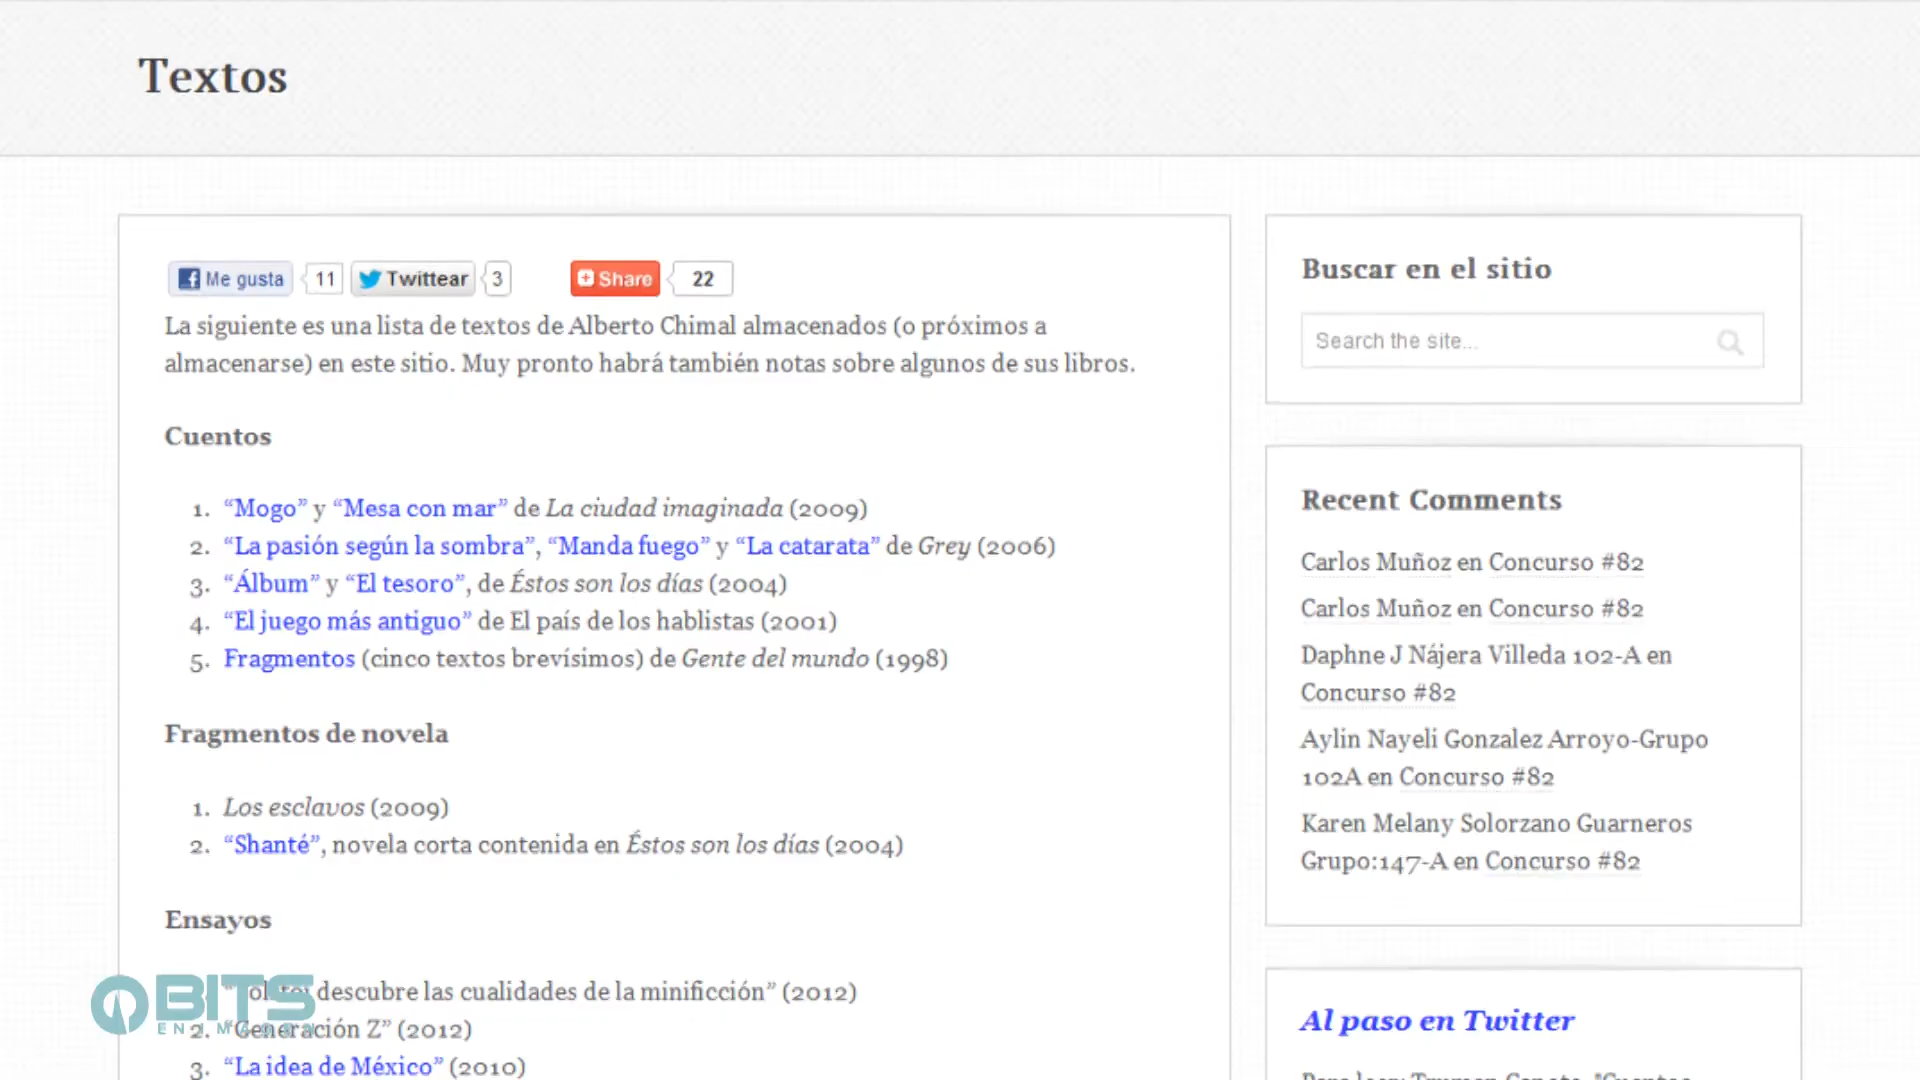 Textos
Me gusta 11 Twittear 3 Share 22
La siguiente es una lista de textos de Alberto Chimal almacenados (o próximos a
almacenarse) en este sitio. Muy pronto habrá también notas sobre algunos de sus libros.
Cuentos
1. “Mogo” y “Mesa con mar” de La ciudad imaginada (2009)
2. “La pasión según la sombra”, “Manda fuego” y “La catarata” de Grey (2006)
3. “Álbum” y “El tesoro”, de Éstos son los días (2004)
4. “El juego más antiguo” de El país de los hablistas (2001)
5. Fragmentos (cinco textos brevísimos) de Gente del mundo (1998)
Fragmentos de novela
1. Los esclavos (2009)
2. “Shanté”, novela corta contenida en Éstos son los días (2004)
Ensayos
descubre las cualidades de la minificción” (2012)
2. “Generación Z” (2012)
3. “La idea de México” (2010)
BITS
EN IMAGEN
Buscar en el sitio
Search the site...
Recent Comments
Carlos Muñoz en Concurso #82
Carlos Muñoz en Concurso #82
Daphne J Nájera Villeda 102-A en
Concurso #82
Aylin Nayeli Gonzalez Arroyo-Grupo
102A en Concurso #82
Karen Melany Solorzano Guarneros
Grupo:147-A en Concurso #82
Al paso en Twitter